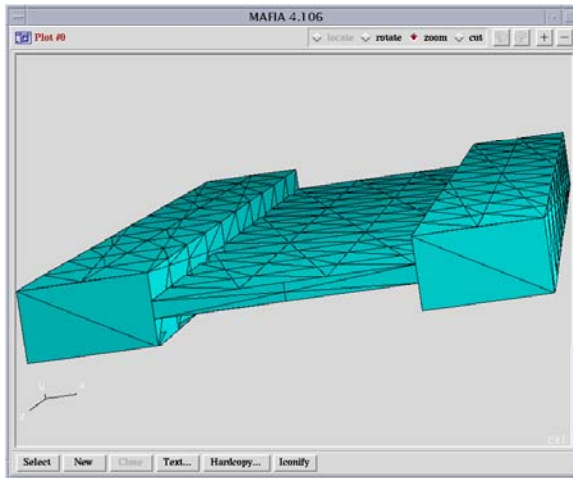 MAFIA 4.106
Plot #0
locate rotate zoom cut
+ −
u
z
Select New Close Text... Hardcopy... Iconify